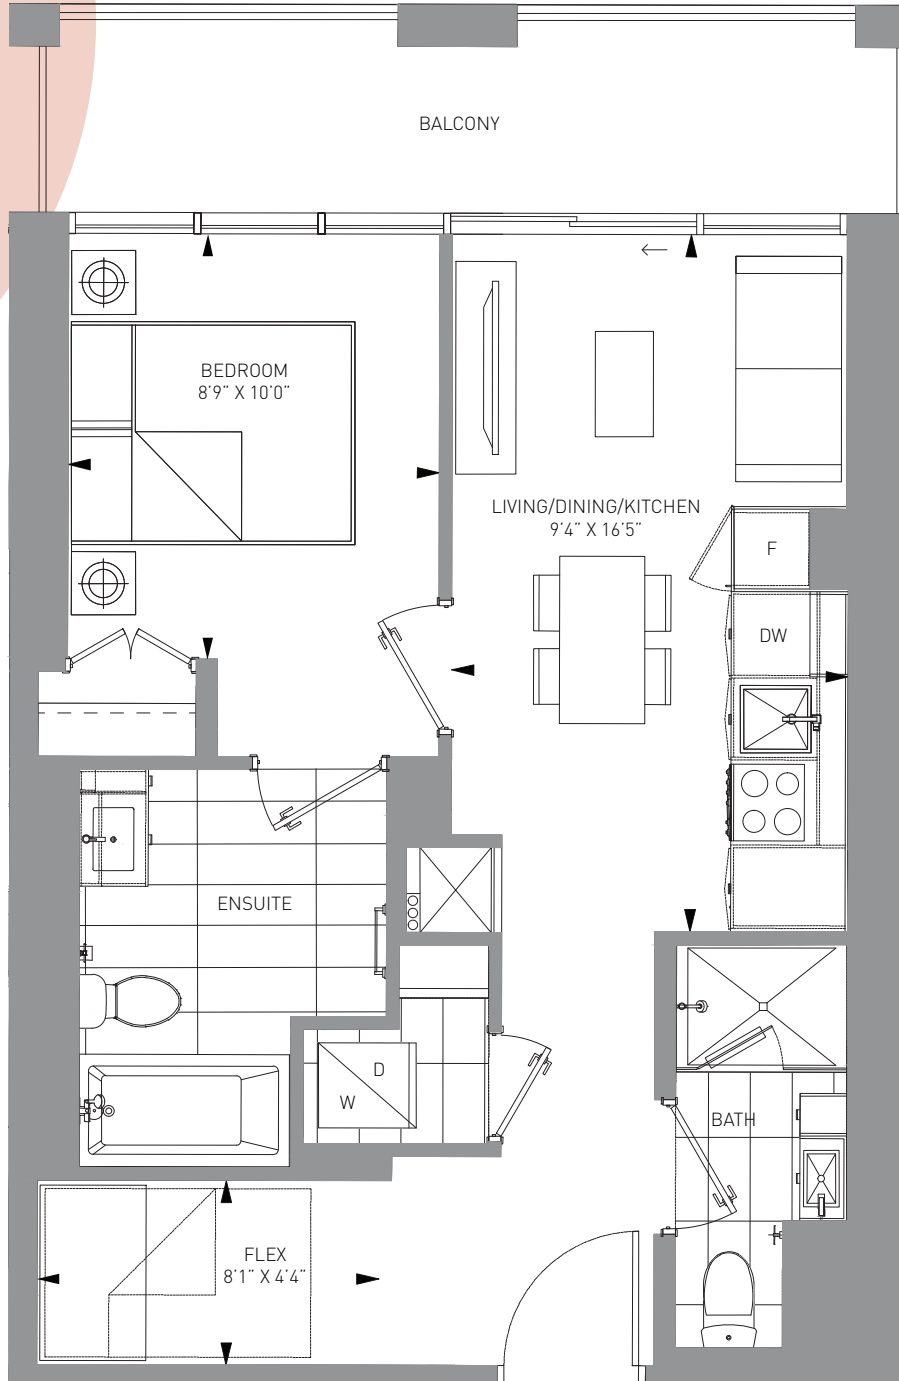 BALCONY
BEDROOM
8'9" X 10'0"
LIVING/DINING/KITCHEN
9'4" X 16'5"
F
DW
ENSUITE
D
W
BATH
FLEX
8'1" X 4'4"